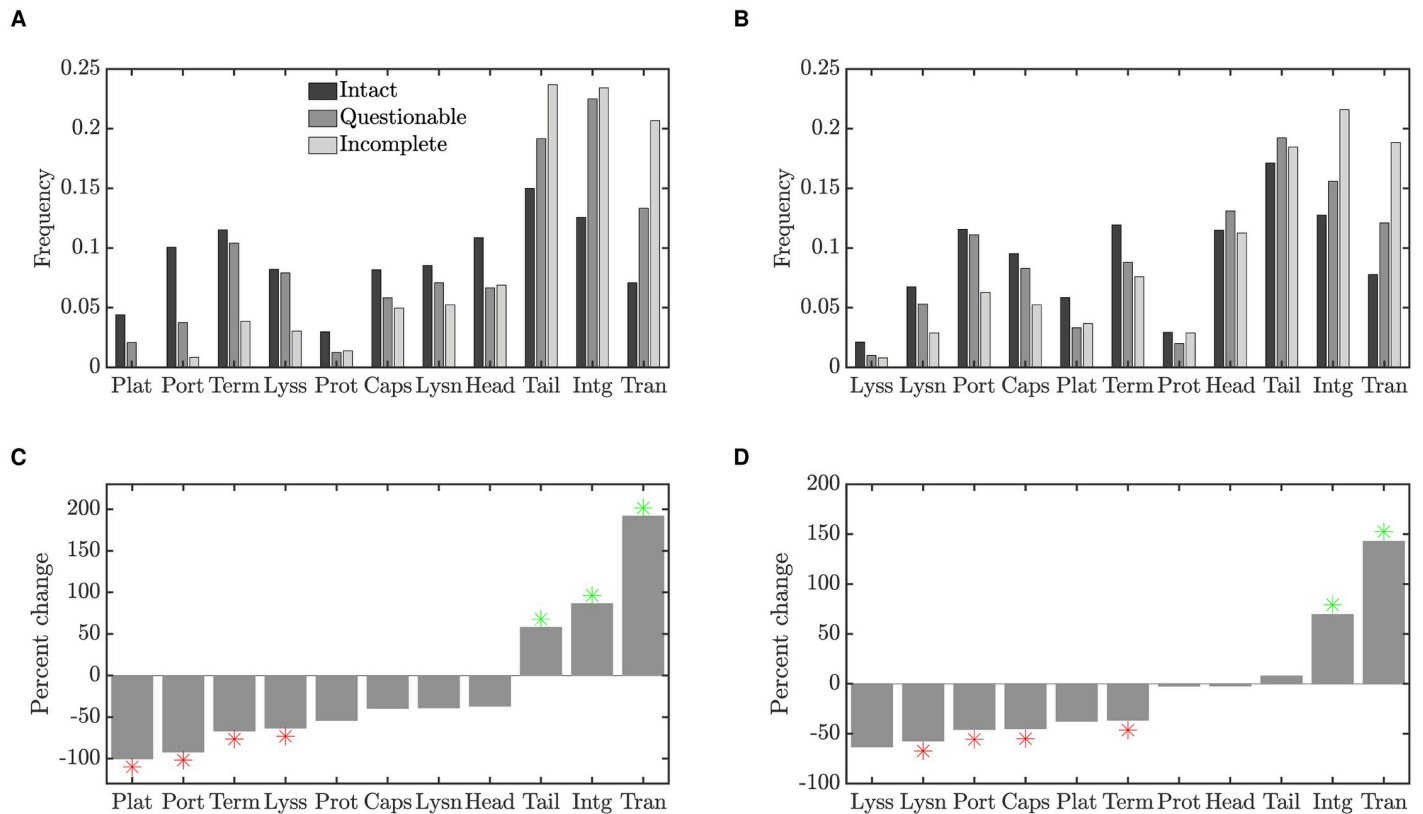 A
B
0.25
0.2
0.15
0.1
0.05
0
Frequency
Intact
Questionable
Incomplete
Plat Port Term Lyss Prot Caps Lysn Head Tail Intg Tran
0.25
0.2
0.15
0.1
0.05
0
Frequency
Lyss Lysn Port Caps Plat Term Prot Head Tail Intg Tran
C
D
200
150
100
50
0
-50
-100
Percent change
Plat Port Term Lyss Prot Caps Lysn Head Tail Intg Tran
200
150
100
50
0
-50
-100
Percent change
Lyss Lysn Port Caps Plat Term Prot Head Tail Intg Tran